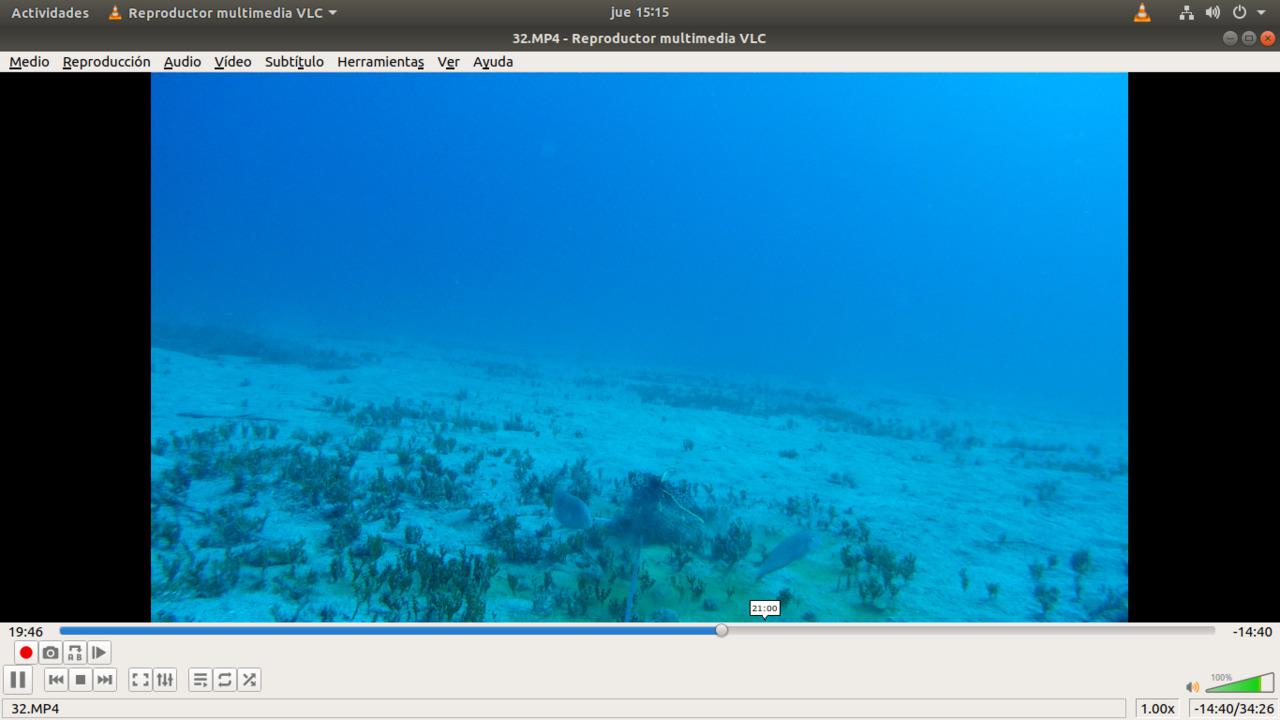 Actividades Reproductor multimedia VLC jue 15:15
32.MP4 - Reproductor multimedia VLC
Medio Reproducción Audio Vídeo Subtítulo Herramientas Ver Ayuda
21:00
19:46 -14:40
A B
100%
32.MP4 1.00x -14:40/34:26